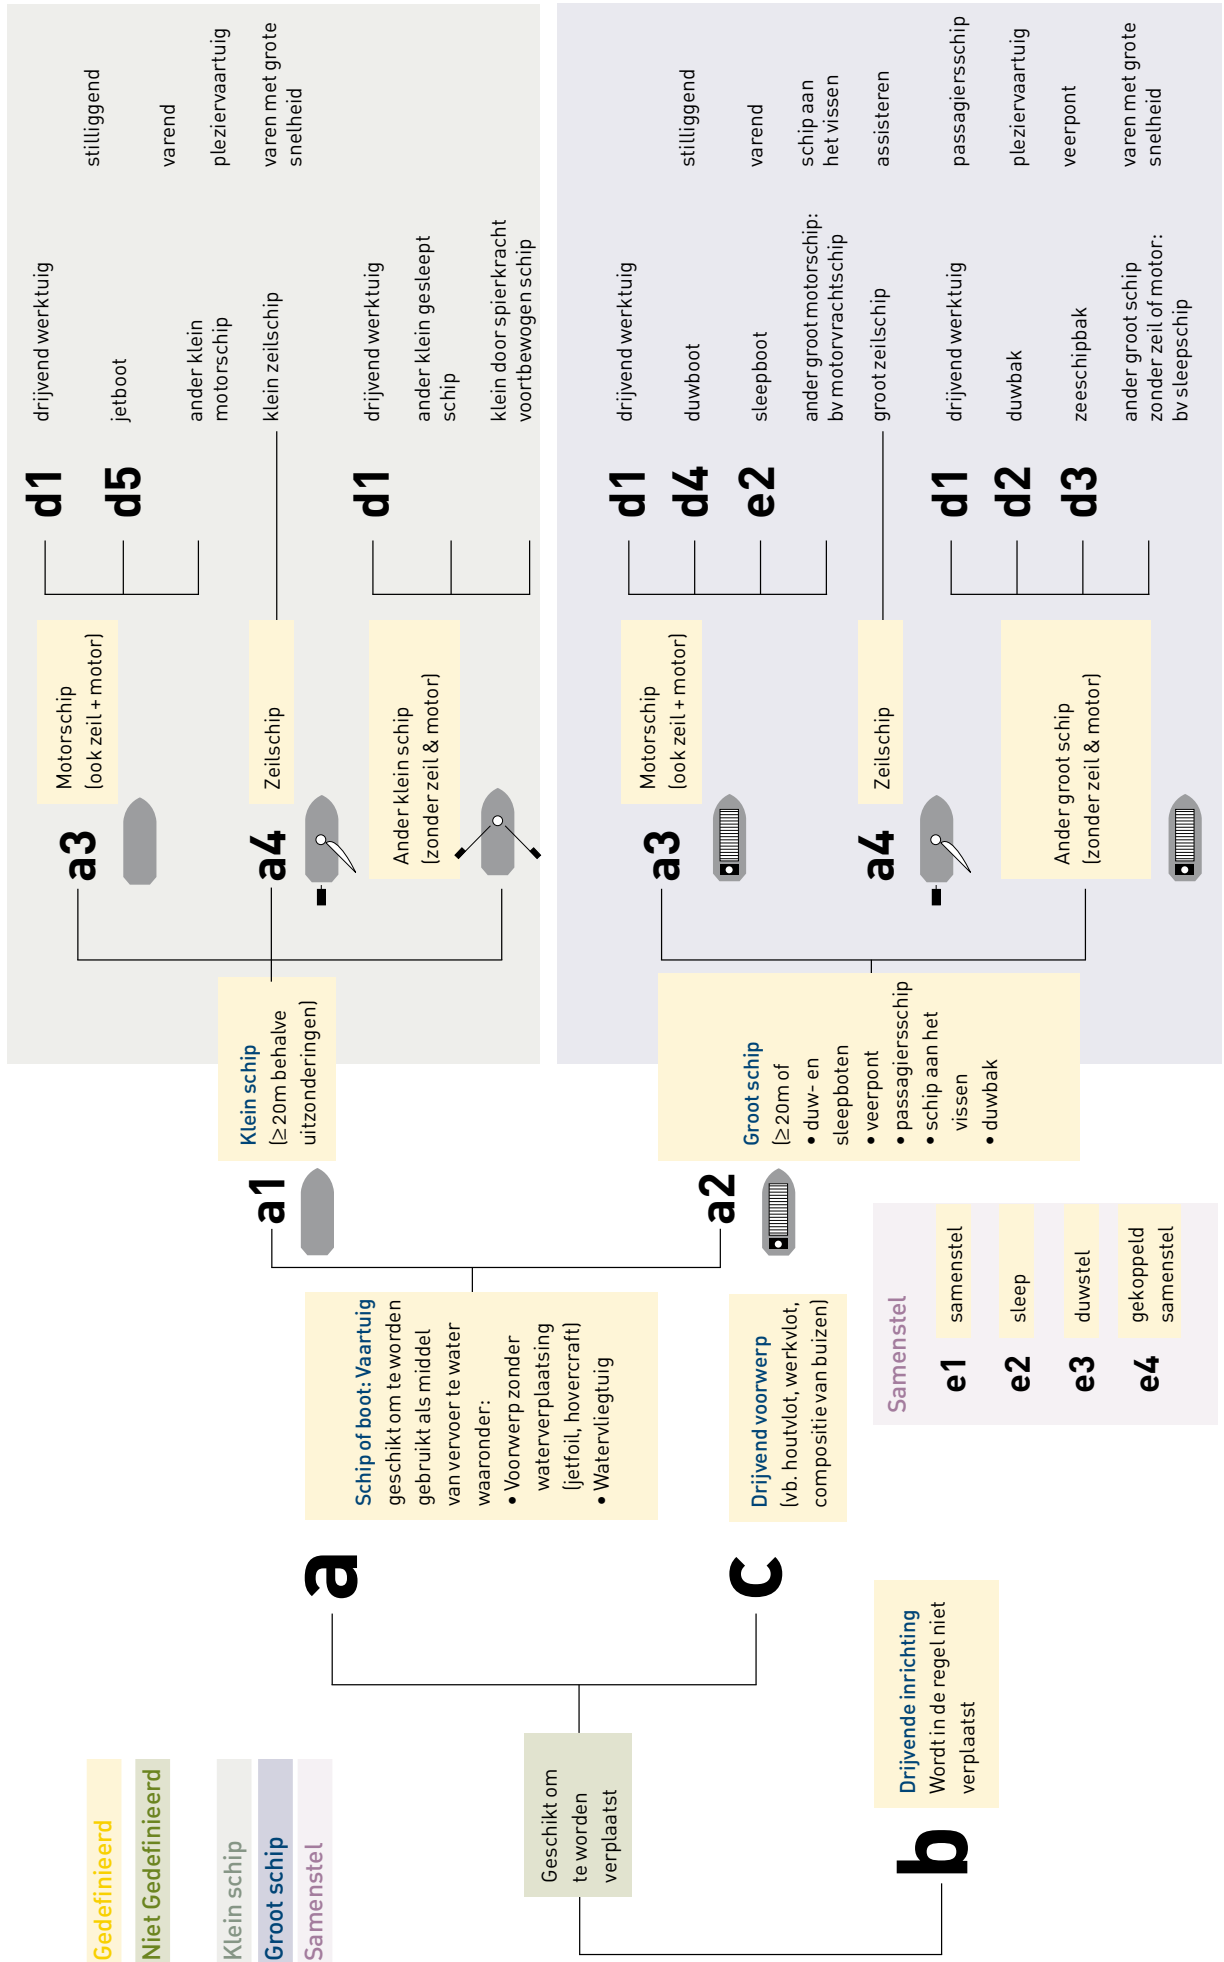 Gedefinieerd
Niet Gedefinieerd
Klein schip
Groot schip
Samenstel
Geschikt om
te worden
verplaatst
b
Drijvende inrichting
Wordt in de regel niet
verplaatst
a
Schip of boot: Vaartuig
geschikt om te worden
gebruikt als middel
van vervoer te water
waaronder:
• Voorwerp zonder
waterverplaatsing
(jetfoil, hovercraft)
• Watervliegtuig
c
Drijvend voorwerp
(vb. houtvlot, werkvlot,
compositie van buizen)
Samenstel
e1 samenstel
e2 sleep
e3 duwstel
e4 gekoppeld
samenstel
a1
Klein schip
(≥20m behalve
uitzonderingen)
a2
Groot schip
(≥20m of
• duw- en
sleepboten
• veerpont
• passagiersschip
• schip aan het
vissen
• duwbak
a3
Motorschip
(ook zeil + motor)
d1 drijvend werktuig
d5 jetboot
ander klein
motorschip
a4
Zeilschip
klein zeilschip
Ander klein schip
(zonder zeil & motor)
d1 drijvend werktuig
ander klein gesleept
schip
klein door spierkracht
voortbewogen schip
stilliggend
varend
pleziervaartuig
varen met grote
snelheid
a3
Motorschip
(ook zeil + motor)
d1 drijvend werktuig
d4 duwboot
e2 sleepboot
ander groot motorschip:
bv motorvrachtschip
a4
Zeilschip
groot zeilschip
Ander groot schip
(zonder zeil & motor)
d1 drijvend werktuig
d2 duwbak
d3 zeeschipbak
ander groot schip
zonder zeil of motor:
bv sleepschip
stilliggend
varend
schip aan
het vissen
assisteren
passagiersschip
pleziervaartuig
veerpont
varen met grote
snelheid